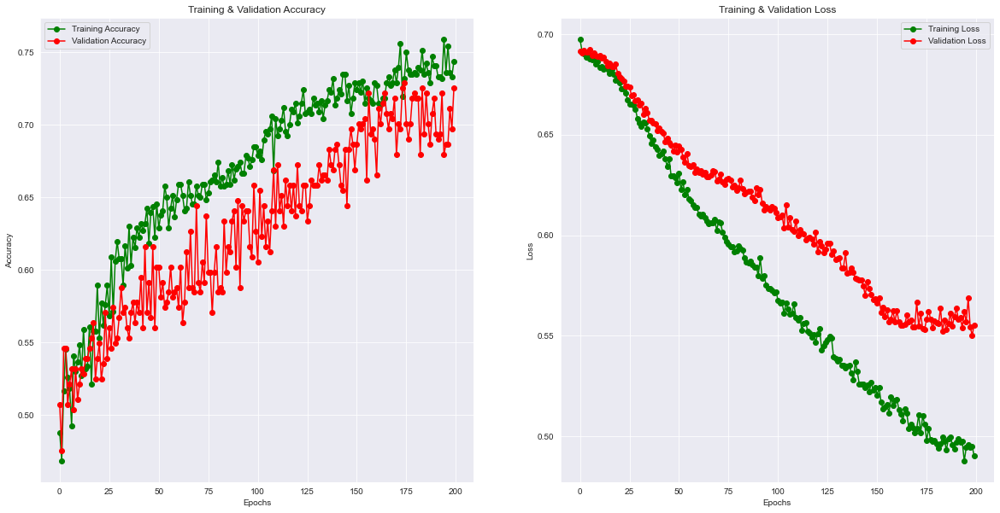 Training & Validation Accuracy
Training Accuracy
Validation Accuracy
Accuracy
0.75
0.70
0.65
0.60
0.55
0.50
0
25
50
75
100
125
150
175
200
Epochs
Training & Validation Loss
Training Loss
Validation Loss
Loss
0.70
0.65
0.60
0.55
0.50
0
25
50
75
100
125
150
175
200
Epochs